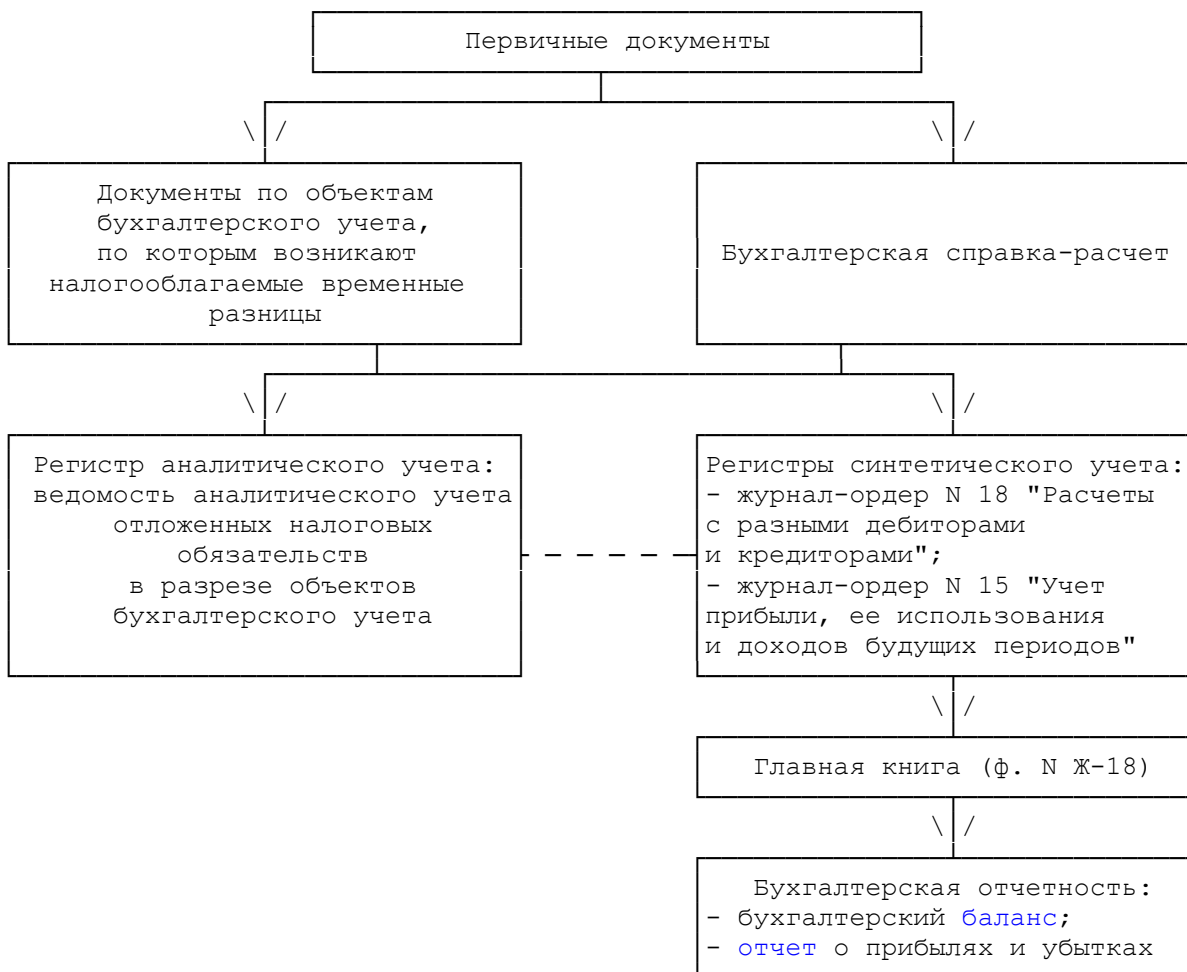 Первичные документы
Документы по объектам
бухгалтерского учета,
по которым возникают
налогооблагаемые временные
разницы
Бухгалтерская справка-расчет
Регистр аналитического учета:
ведомость аналитического учета
отложенных налоговых
обязательств
в разрезе объектов
бухгалтерского учета
Регистры синтетического учета:
- журнал-ордер N 18 "Расчеты
с разными дебиторами
и кредиторами";
- журнал-ордер N 15 "Учет
прибыли, ее использования
и доходов будущих периодов"
Главная книга (ф. N Ж-18)
Бухгалтерская отчетность:
- бухгалтерский баланс;
- отчет о прибылях и убытках